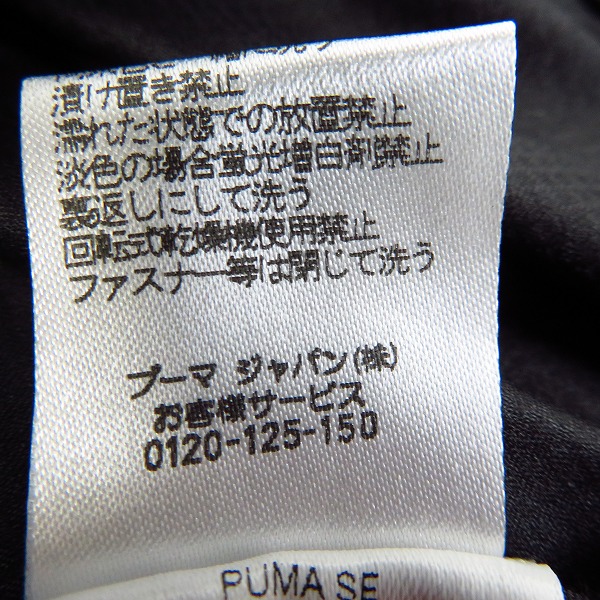 洗う
漬け置き禁止
濡れた状態での放置禁止
淡色の場合蛍光増白剤禁止
裏返しにして洗う
回転式乾燥機使用禁止
ファスナー等は閉じて洗う
プーマ ジャパン(株)
お客様サービス
0120-125-150
PUMA SE